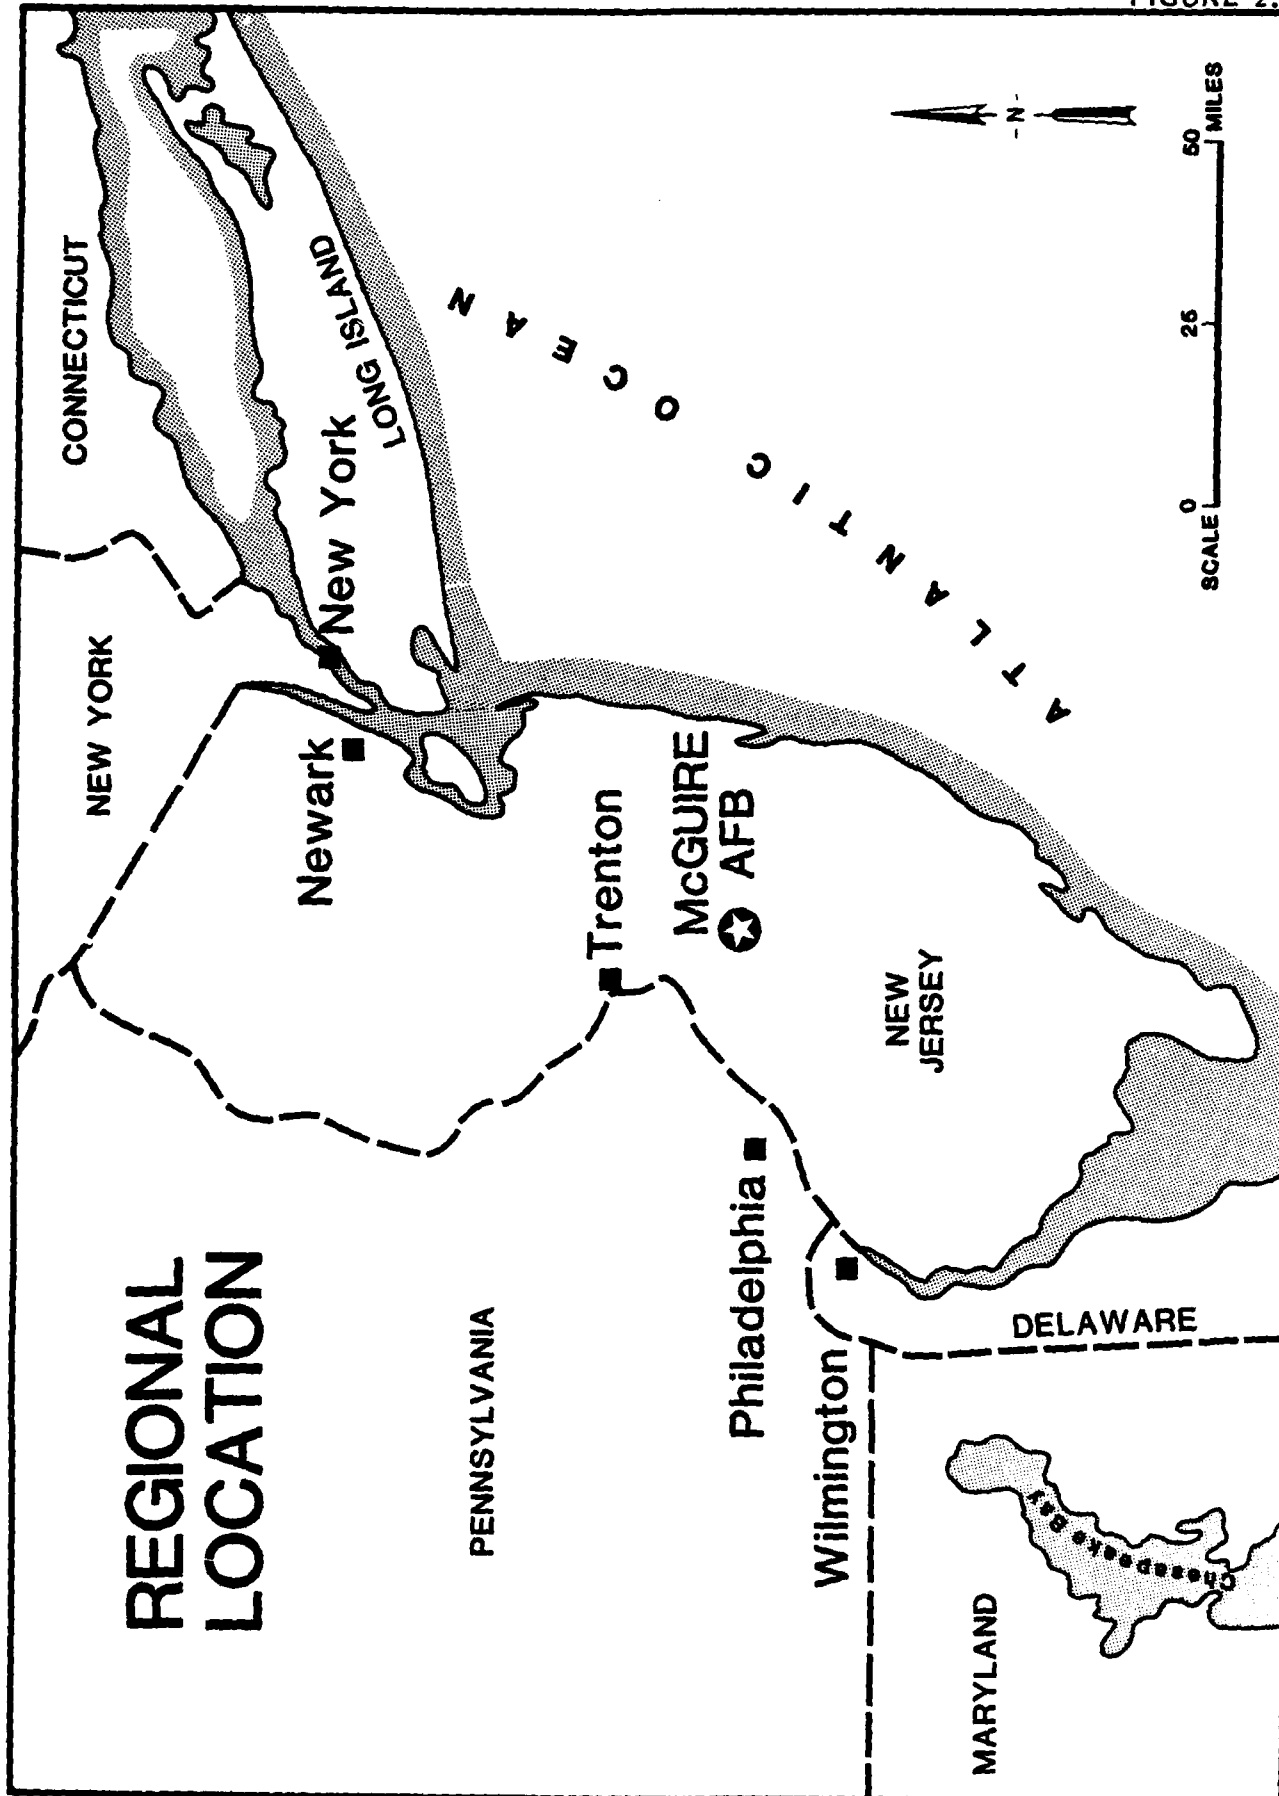 FIGURE 2.
REGIONAL
LOCATION
CONNECTICUT
NEW YORK
LONG ISLAND
New York
Newark
PENNSYLVANIA
Trenton
McGUIRE
AFB
Philadelphia
Wilmington
NEW
JERSEY
ATLANTIC OCEAN
DELAWARE
MARYLAND
Chesapeake Bay
-N-
SCALE 0 25 50 MILES